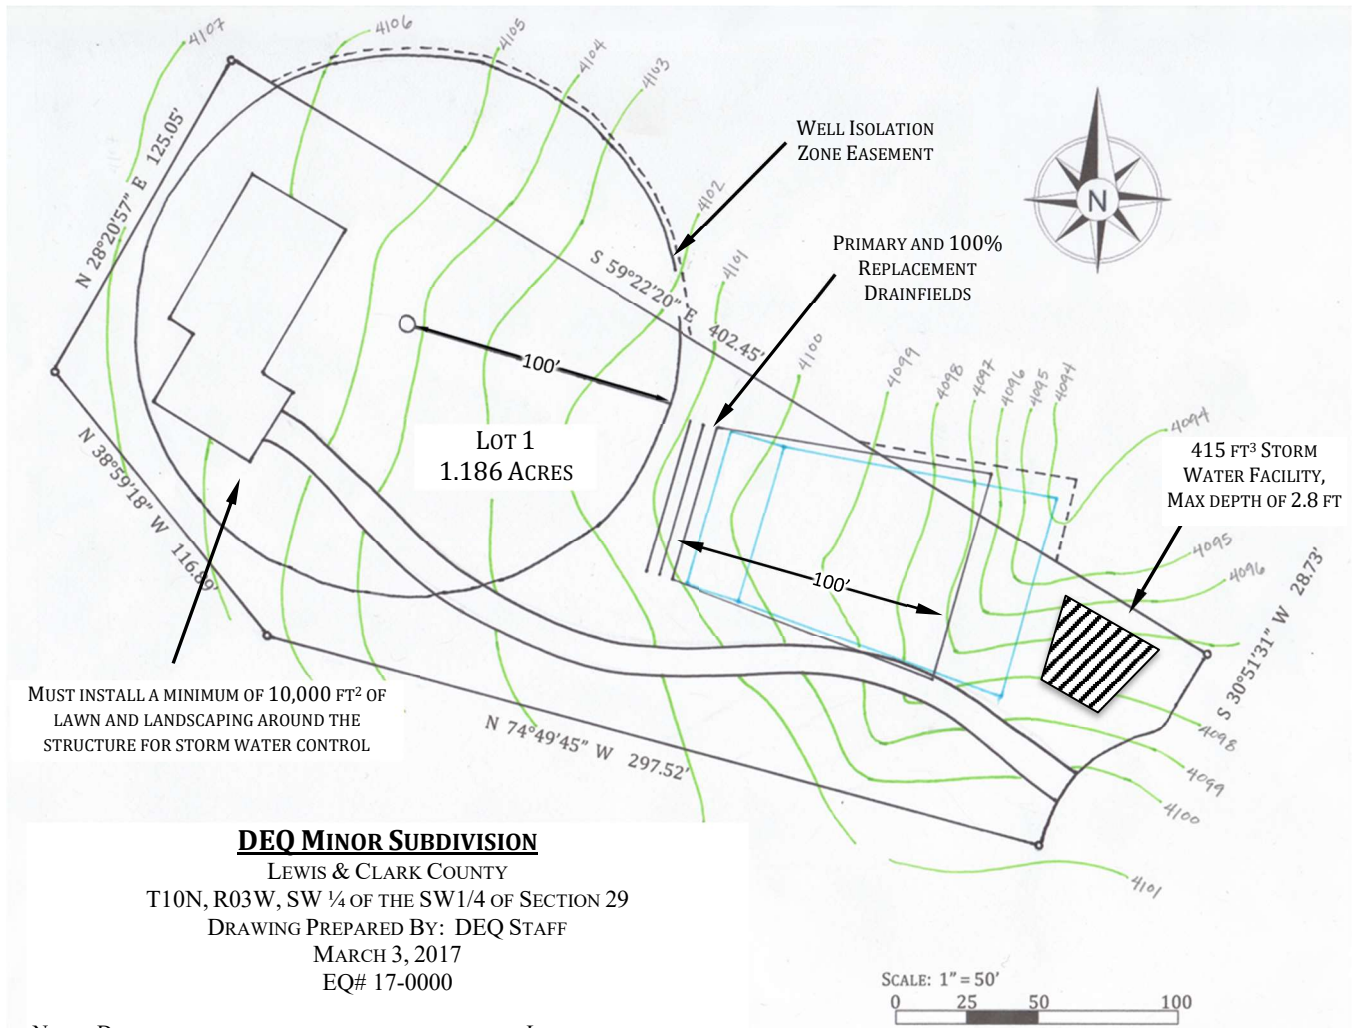 4107
4106
4105
4104
4103
WELL ISOLATION
ZONE EASEMENT
N
N 28°20'57" E 125.05'
4102
4101
PRIMARY AND 100%
REPLACEMENT
DRAINFIELDS
S 59°22'20" E 402.45'
4100
4099
4098
4097
4096
4095
4094
4094
100'
LOT 1
1.186 ACRES
415 FT³ STORM
WATER FACILITY,
MAX DEPTH OF 2.8 FT
N 38°59'18" W 116.89'
4095
4096
100'
S 30°51'31" W 28.73'
MUST INSTALL A MINIMUM OF 10,000 FT² OF
LAWN AND LANDSCAPING AROUND THE
STRUCTURE FOR STORM WATER CONTROL
N 74°49'45" W 297.52'
4098
4099
4100
4101
DEQ MINOR SUBDIVISION
LEWIS & CLARK COUNTY
T10N, R03W, SW ¼ OF THE SW1/4 OF SECTION 29
DRAWING PREPARED BY: DEQ STAFF
MARCH 3, 2017
EQ# 17-0000
SCALE: 1" = 50'
0 25 50 100